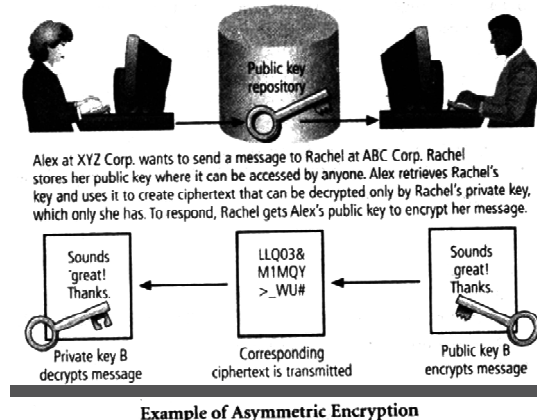 Public key
repository
Alex at XYZ Corp. wants to send a message to Rachel at ABC Corp. Rachel
stores her public key where it can be accessed by anyone. Alex retrieves Rachel's
key and uses it to create ciphertext that can be decrypted only by Rachel's private key,
which only she has. To respond, Rachel gets Alex's public key to encrypt her message.
Sounds
great!
Thanks.
LLQ03&
M1MQY
>_WU#
Sounds
great!
Thanks.
Private key B
decrypts message
Corresponding
ciphertext is transmitted
Public key B
encrypts message
Example of Asymmetric Encryption